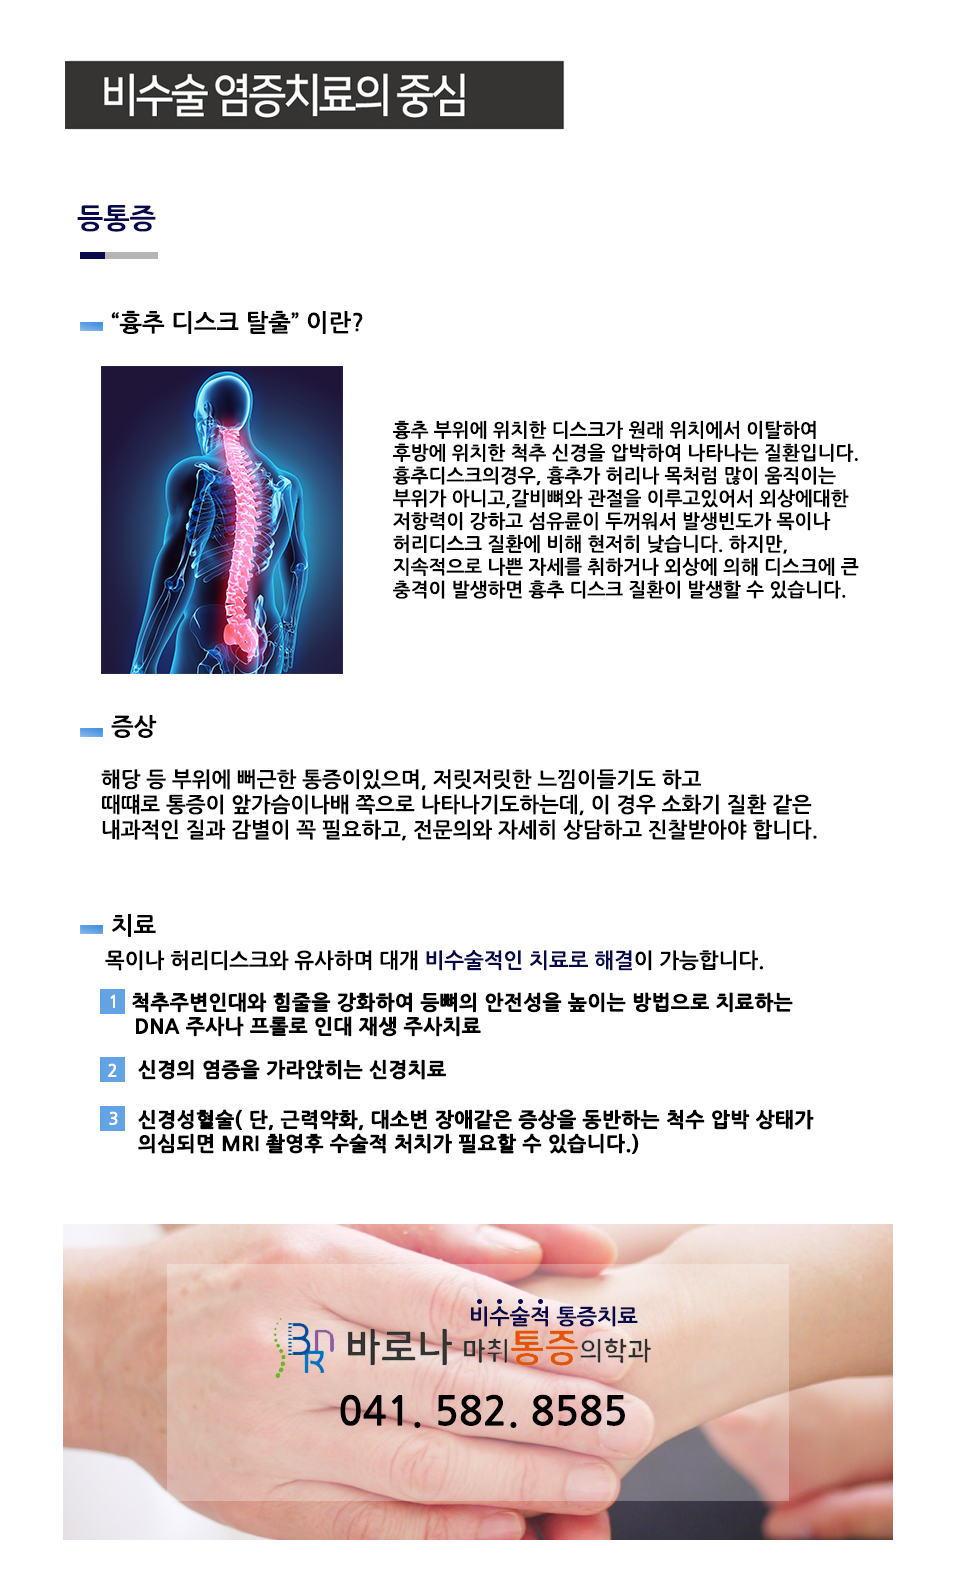 비수술 염증치료의 중심
등통증
“흉추 디스크 탈출” 이란?
흉추 부위에 위치한 디스크가 원래 위치에서 이탈하여
후방에 위치한 척추 신경을 압박하여 나타나는 질환입니다.
흉추디스크의경우, 흉추가 허리나 목처럼 많이 움직이는
부위가 아니고,갈비뼈와 관절을 이루고있어서 외상에대한
저항력이 강하고 섬유륜이 두꺼워서 발생빈도가 목이나
허리디스크 질환에 비해 현저히 낮습니다. 하지만,
지속적으로 나쁜 자세를 취하거나 외상에 의해 디스크에 큰
충격이 발생하면 흉추 디스크 질환이 발생할 수 있습니다.
증상
해당 등 부위에 뻐근한 통증이있으며, 저릿저릿한 느낌이들기도 하고
때떄로 통증이 앞가슴이나배 쪽으로 나타나기도하는데, 이 경우 소화기 질환 같은
내과적인 질과 감별이 꼭 필요하고, 전문의와 자세히 상담하고 진찰받아야 합니다.
치료
목이나 허리디스크와 유사하며 대개 비수술적인 치료로 해결이 가능합니다.
1 척추주변인대와 힘줄을 강화하여 등뼈의 안전성을 높이는 방법으로 치료하는
DNA 주사나 프롤로 인대 재생 주사치료
2 신경의 염증을 가라앉히는 신경치료
3 신경성혈술( 단, 근력약화, 대소변 장애같은 증상을 동반하는 척수 압박 상태가
의심되면 MRI 촬영후 수술적 처치가 필요할 수 있습니다.)
비수술적 통증치료
BnR 바로나 마취통증의학과
041. 582. 8585